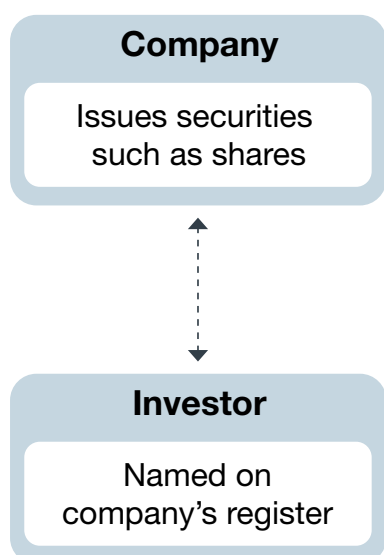 Company
Issues securities
such as shares
Investor
Named on
company’s register